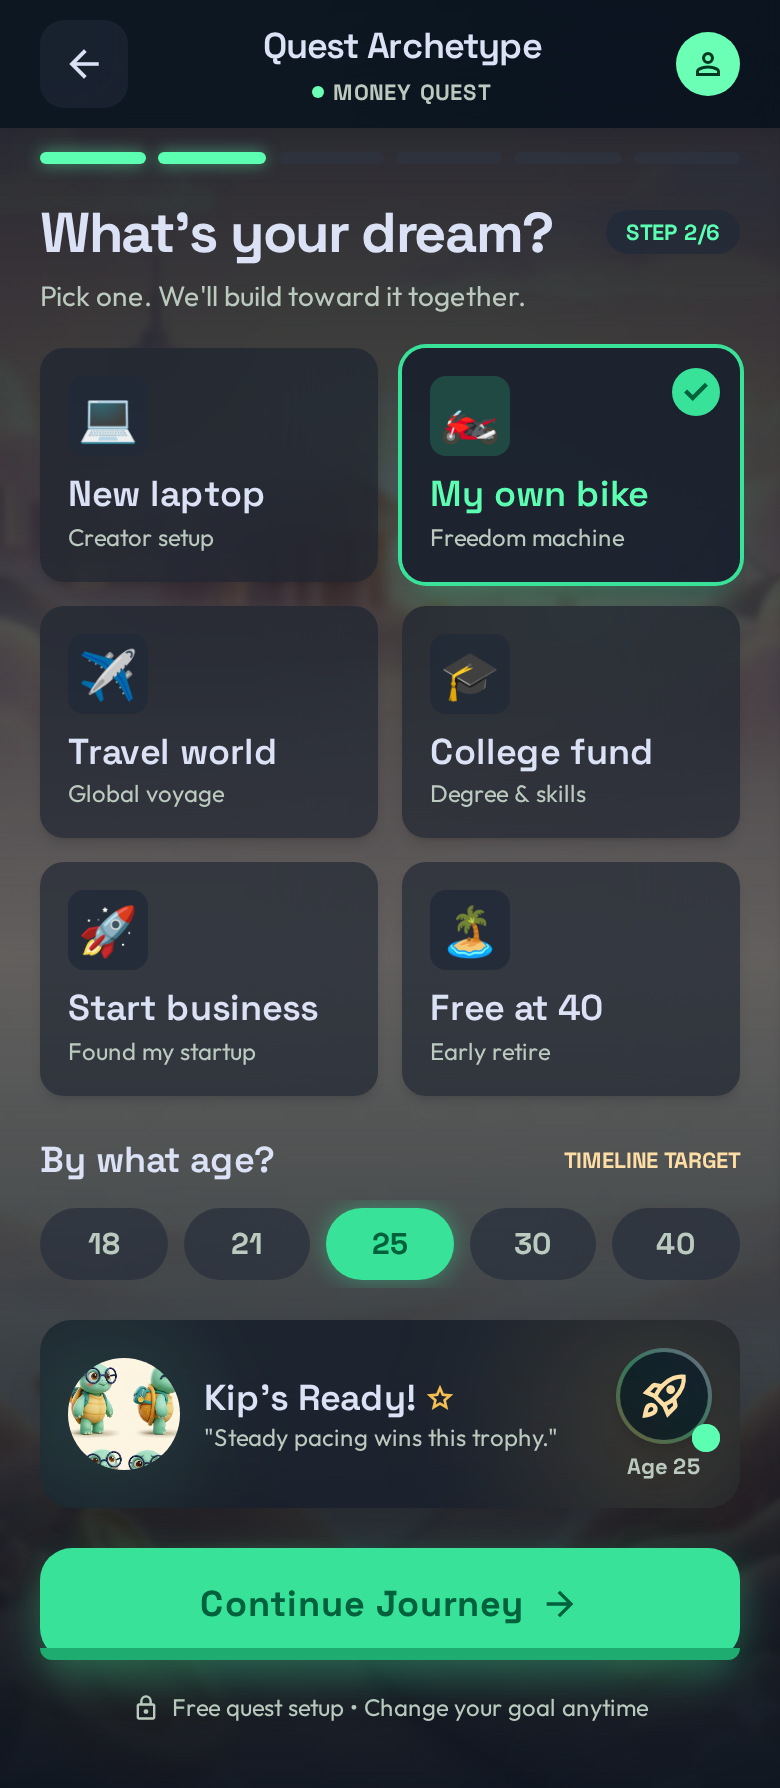 Quest Archetype
MONEY QUEST
What's your dream?
STEP 2/6
Pick one. We'll build toward it together.
New laptop
Creator setup
My own bike
Freedom machine
Travel world
Global voyage
College fund
Degree & skills
Start business
Found my startup
Free at 40
Early retire
By what age?
TIMELINE TARGET
18
21
25
30
40
Kip's Ready!
"Steady pacing wins this trophy."
Age 25
Continue Journey →
Free quest setup • Change your goal anytime